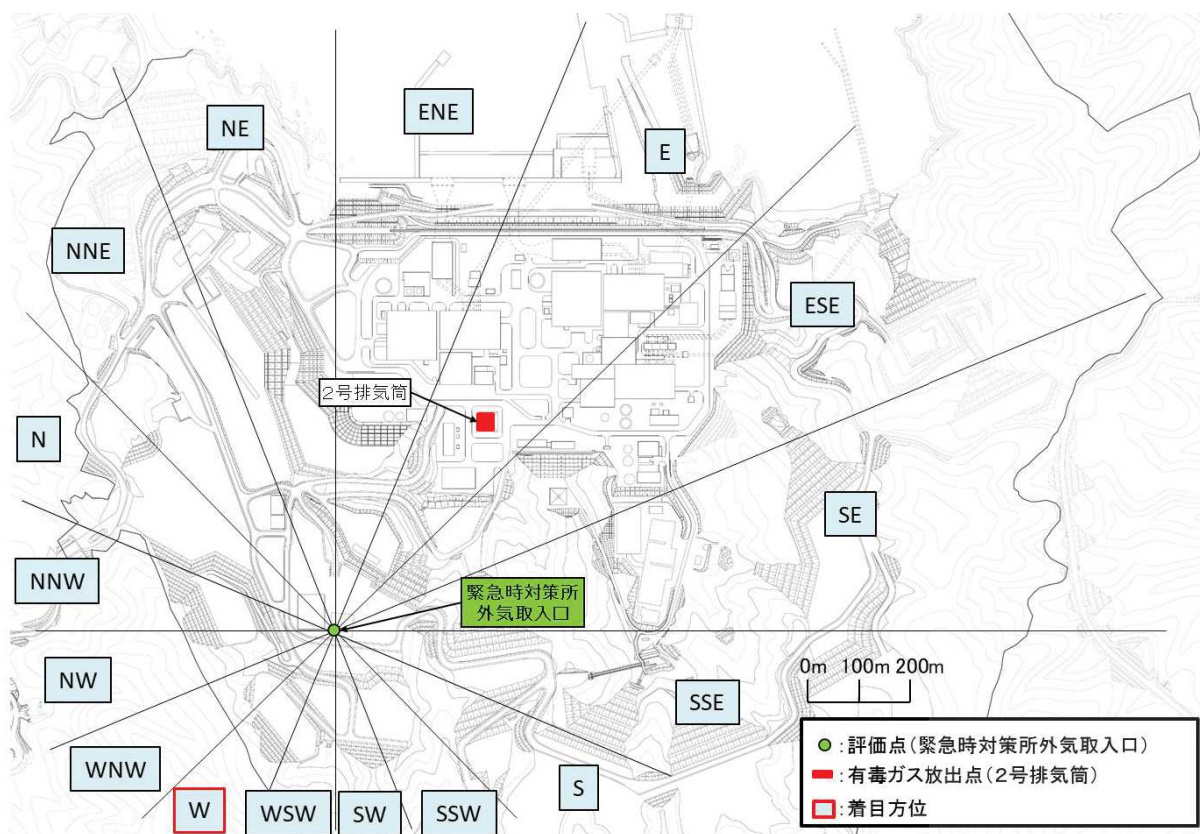 ENE
NE
E
NNE
ESE
2号排気筒
N
SE
NNW
緊急時対策所
外気取入口
NW
0m 100m 200m
SSE
WNW
S
W
WSW
SW
SSW
:評価点(緊急時対策所外気取入口)
:有毒ガス放出点(2号排気筒)
:着目方位